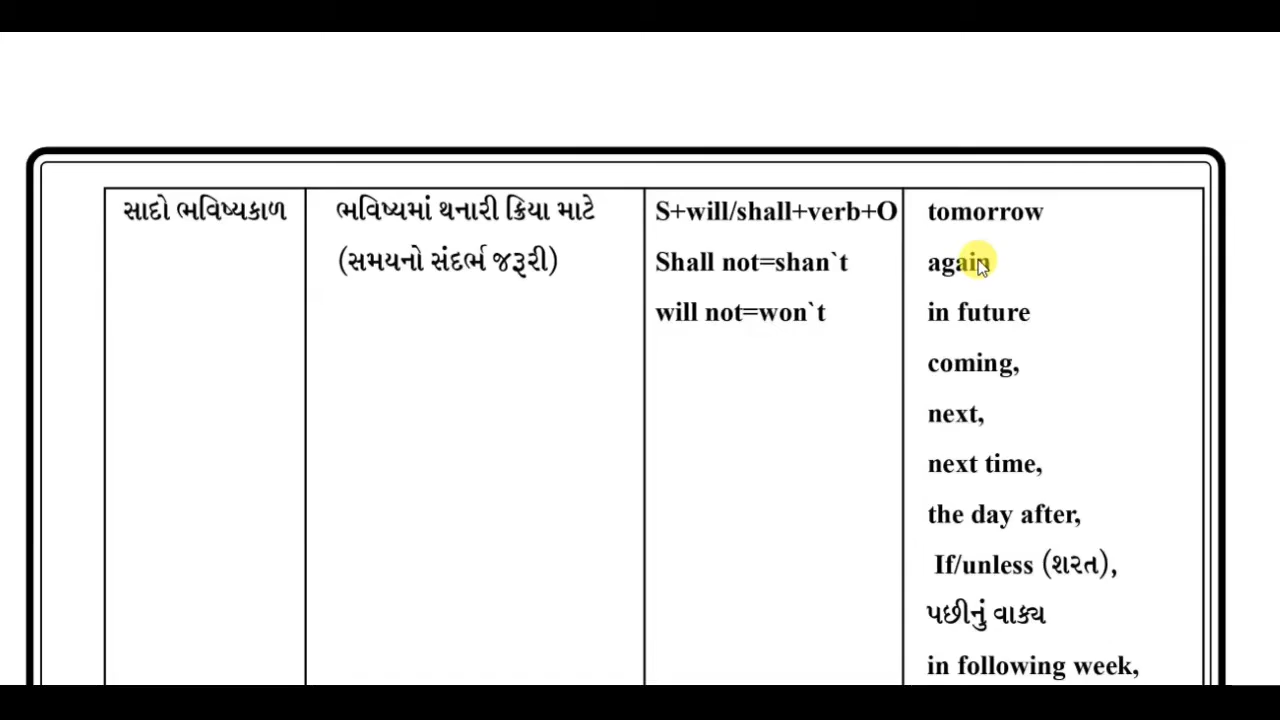 સાદો ભવિષ્યકાળ
ભવિષ્યમાં થનારી ક્રિયા માટે
(સમયનો સંદર્ભ જરૂરી)
S+will/shall+verb+O
Shall not=shan`t
will not=won`t
tomorrow
again
in future
coming,
next,
next time,
the day after,
If/unless (શરત),
પછીનું વાક્ય
in following week,